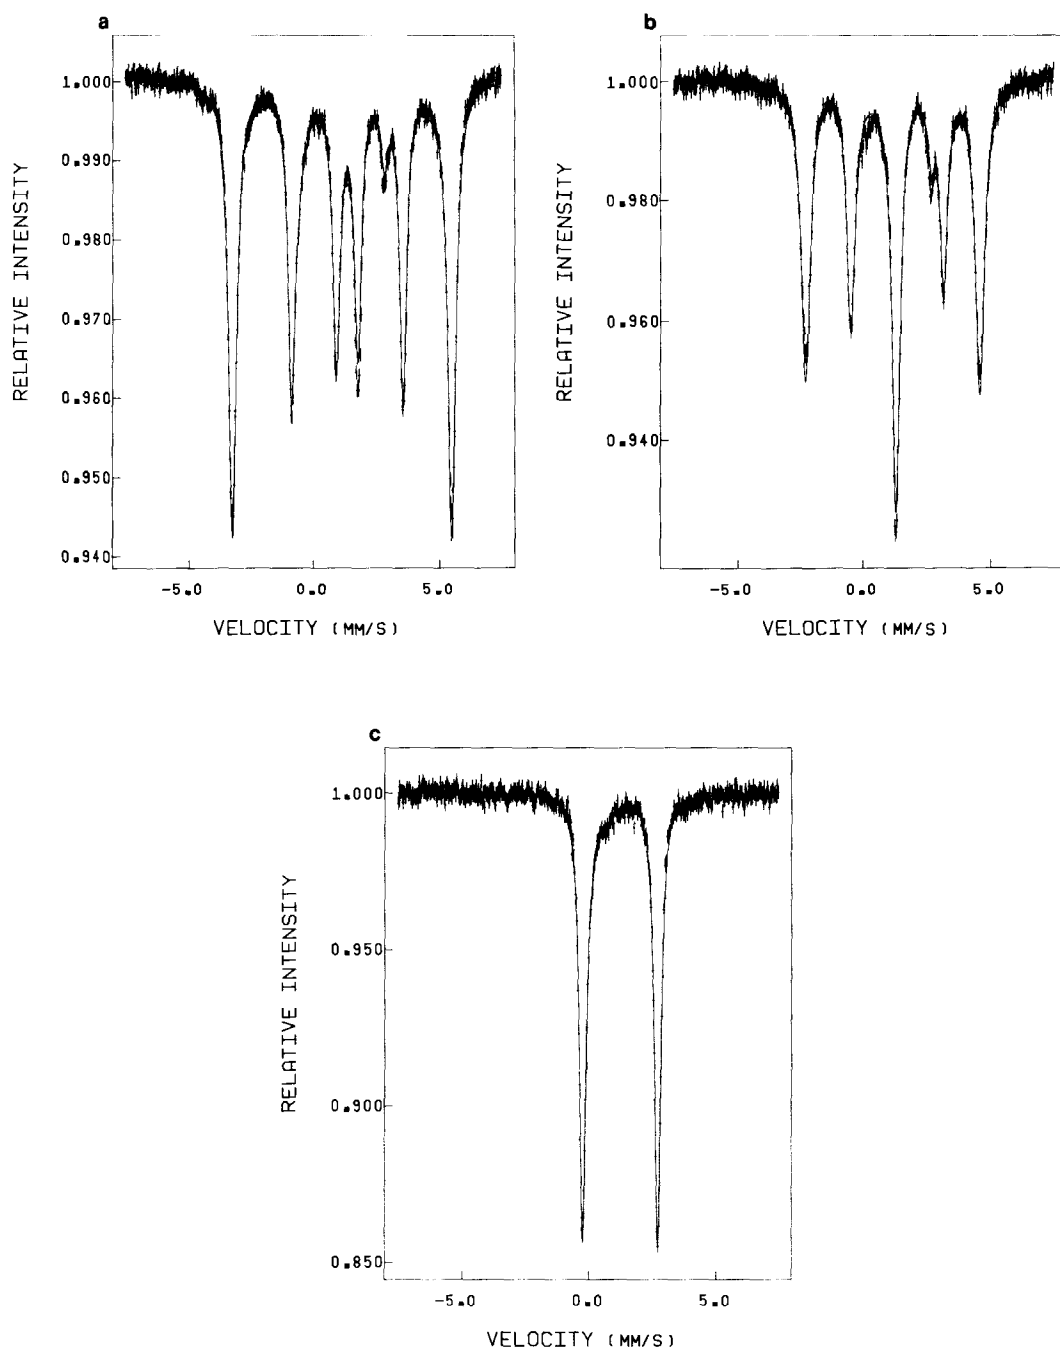 a
1.000
0.990
0.980
0.970
0.960
0.950
0.940
RELATIVE INTENSITY
-5.0 0.0 5.0
VELOCITY (MM/S)
b
1.000
0.980
0.960
0.940
RELATIVE INTENSITY
-5.0 0.0 5.0
VELOCITY (MM/S)
c
1.000
0.950
0.900
0.850
RELATIVE INTENSITY
-5.0 0.0 5.0
VELOCITY (MM/S)